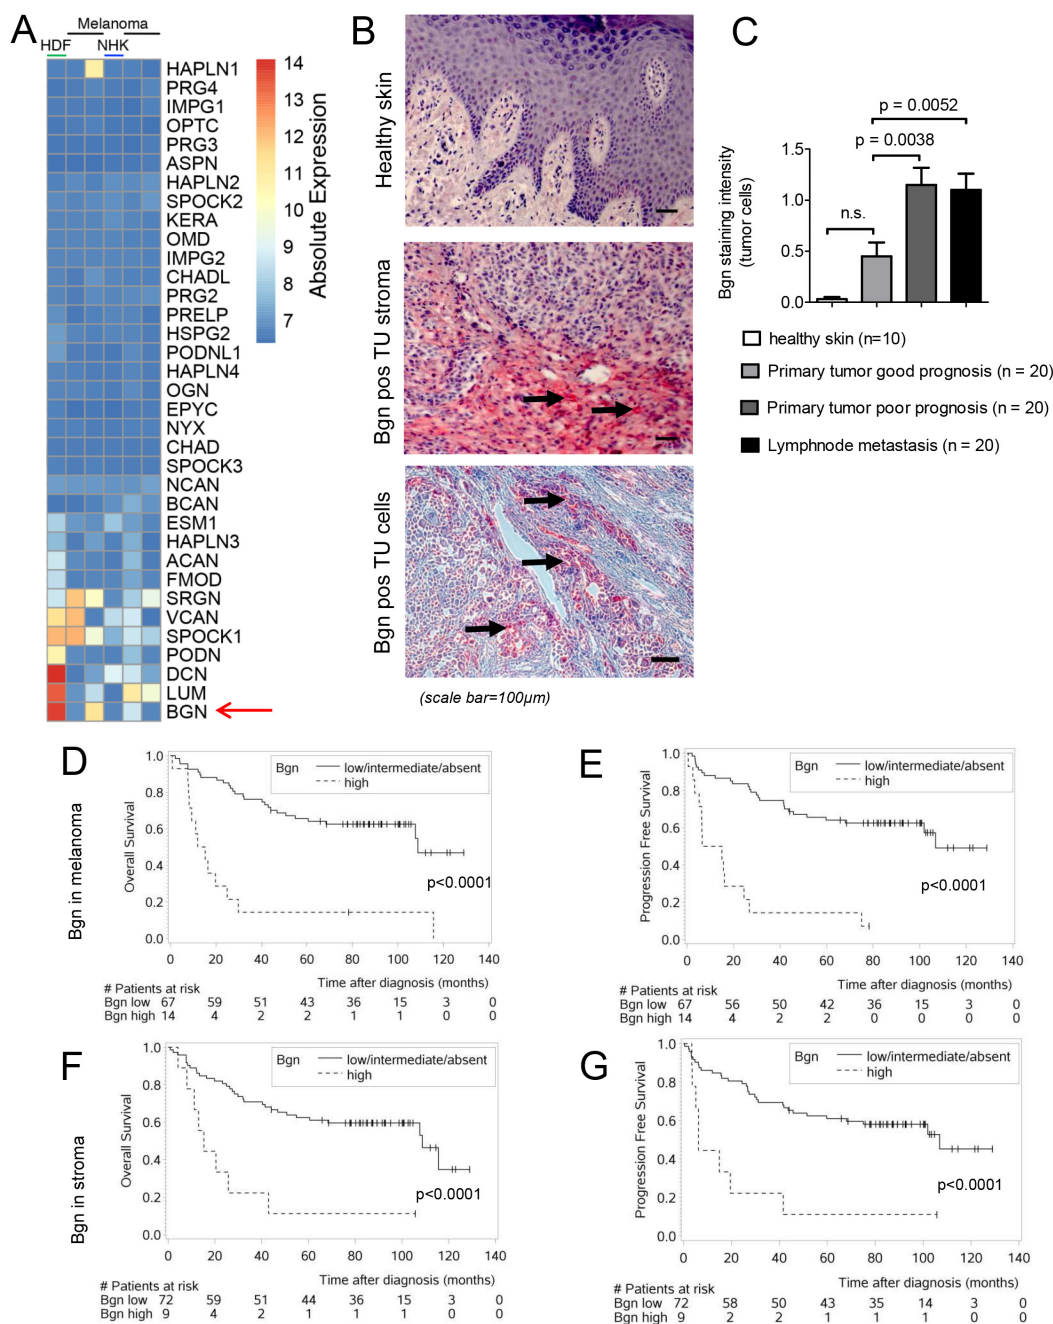 A
Melanoma
HDF
NHK
HAPLN1
PRG4
IMPG1
OPTC
PRG3
ASPN
HAPLN2
SPOCK2
KERA
OMD
IMPG2
CHADL
PRG2
PRELP
HSPG2
PODNL1
HAPLN4
OGN
EPYC
NYX
CHAD
SPOCK3
NCAN
BCAN
ESM1
HAPLN3
ACAN
FMOD
SRGN
VCAN
SPOCK1
PODN
DCN
LUM
BGN
14
13
12
11
10
9
8
7
Absolute Expression
B
Healthy skin
Bgn pos TU stroma
Bgn pos TU cells
(scale bar=100µm)
C
p = 0.0052
p = 0.0038
n.s.
1.5
1.0
0.5
0.0
Bgn staining intensity
(tumor cells)
healthy skin (n=10)
Primary tumor good prognosis (n = 20)
Primary tumor poor prognosis (n = 20)
Lymphnode metastasis (n = 20)
D
Bgn in melanoma
Overall Survival
1.0
0.8
0.6
0.4
0.2
0.0
Bgn
low/intermediate/absent
high
p<0.0001
0 20 40 60 80 100 120 140
Time after diagnosis (months)
# Patients at risk
Bgn low 67 59 51 43 36 15 3 0
Bgn high 14 4 2 2 1 1 0 0
E
Progression Free Survival
1.0
0.8
0.6
0.4
0.2
0.0
Bgn
low/intermediate/absent
high
p<0.0001
0 20 40 60 80 100 120 140
Time after diagnosis (months)
# Patients at risk
Bgn low 67 56 50 42 36 15 3 0
Bgn high 14 4 2 2 0 0 0 0
F
Bgn in stroma
Overall Survival
1.0
0.8
0.6
0.4
0.2
0.0
Bgn
low/intermediate/absent
high
p<0.0001
0 20 40 60 80 100 120 140
Time after diagnosis (months)
# Patients at risk
Bgn low 72 59 51 44 36 15 3 0
Bgn high 9 4 2 1 1 1 0 0
G
Progression Free Survival
1.0
0.8
0.6
0.4
0.2
0.0
Bgn
low/intermediate/absent
high
p<0.0001
0 20 40 60 80 100 120 140
Time after diagnosis (months)
# Patients at risk
Bgn low 72 58 50 43 35 14 3 0
Bgn high 9 2 2 1 1 1 0 0